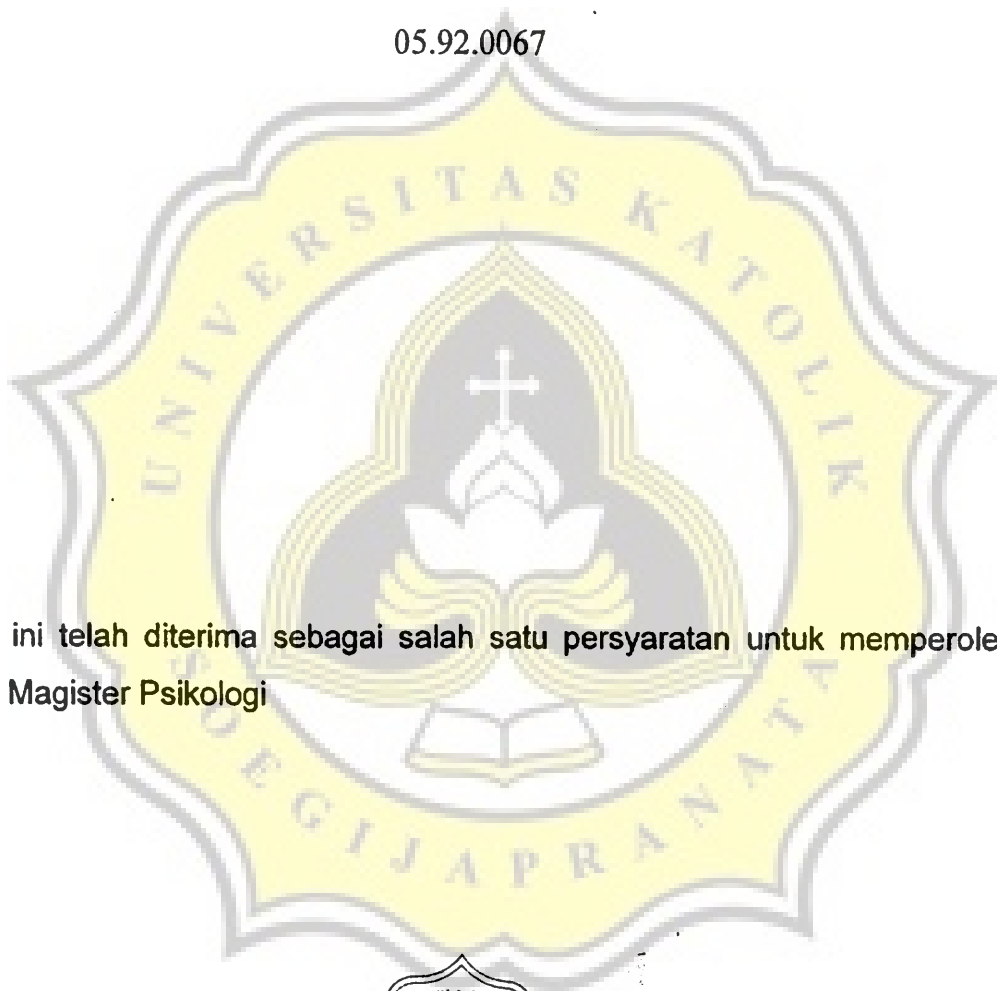 05.92.0067
UNIVERSITAS KATOLIK
ini telah diterima sebagai salah satu persyaratan untuk memperole
Magister Psikologi
SOEGIJAPRANATA